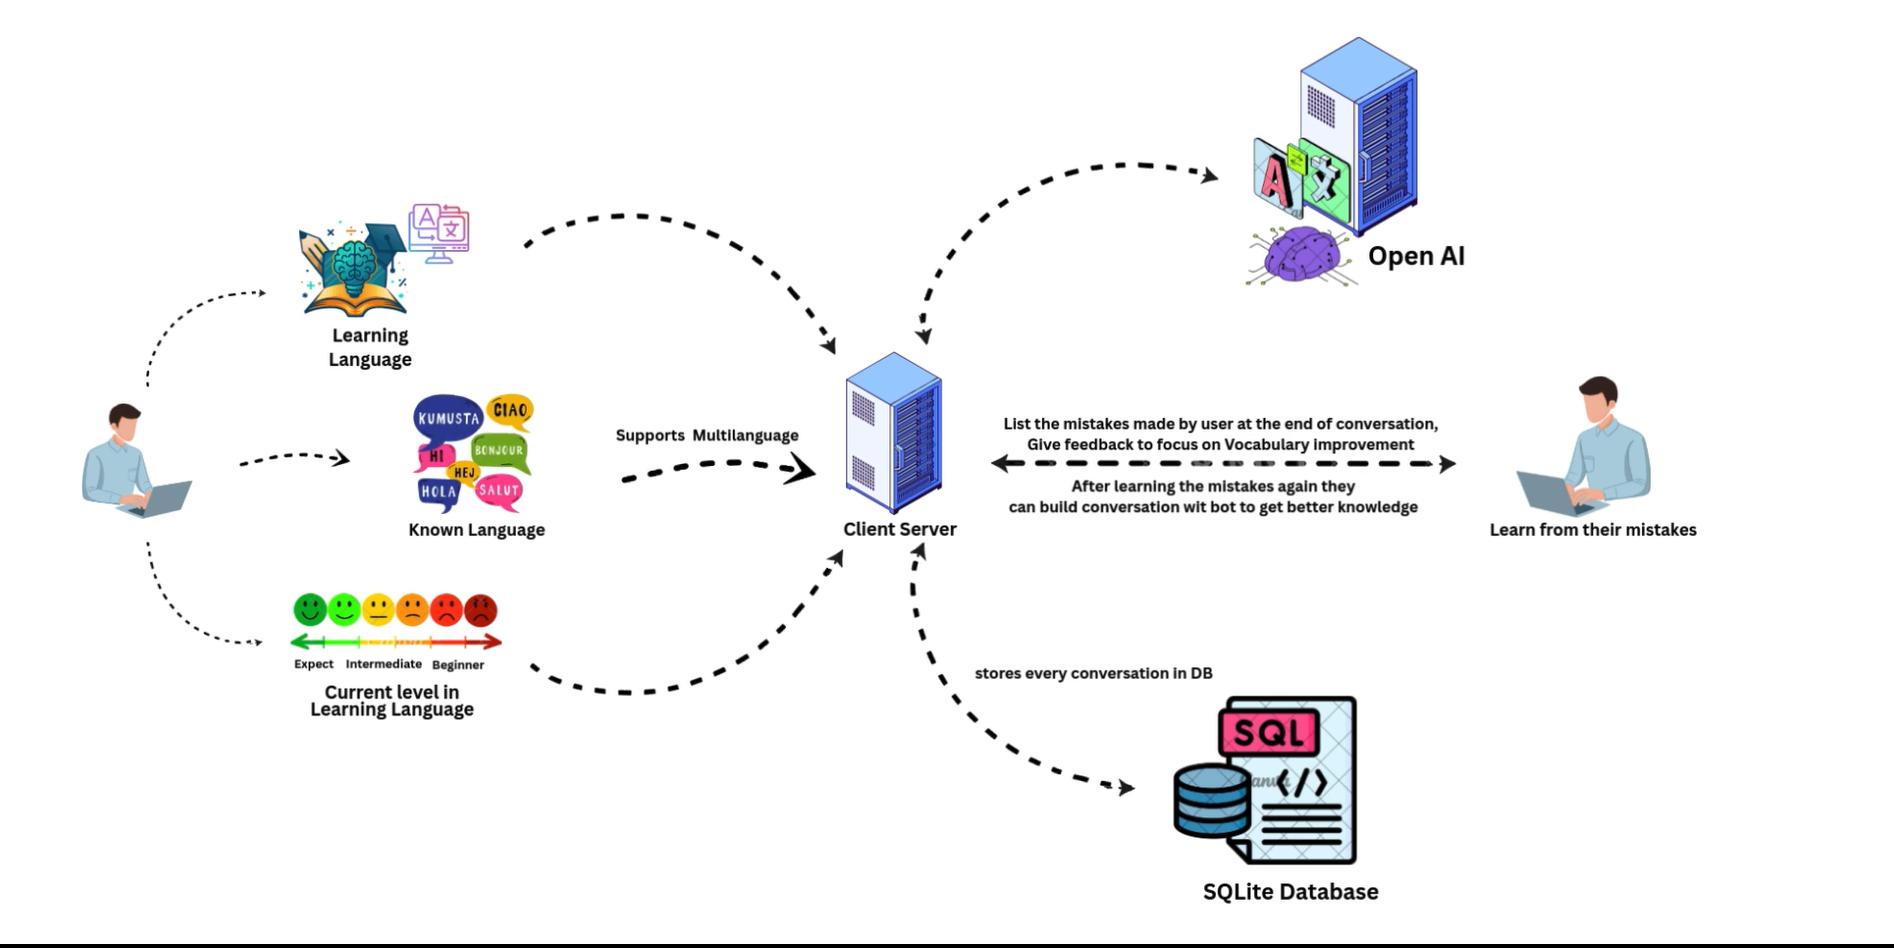 Open AI
Learning
Language
KUMUSTA
CIAO
HI
BONJOUR
HEJ
HOLA
SALUT
Known Language
Supports Multilanguage
Client Server
List the mistakes made by user at the end of conversation,
Give feedback to focus on Vocabulary improvement
After learning the mistakes again they
can build conversation wit bot to get better knowledge
Learn from their mistakes
Expect Intermediate Beginner
Current level in
Learning Language
stores every conversation in DB
SQL
</>
SQLite Database